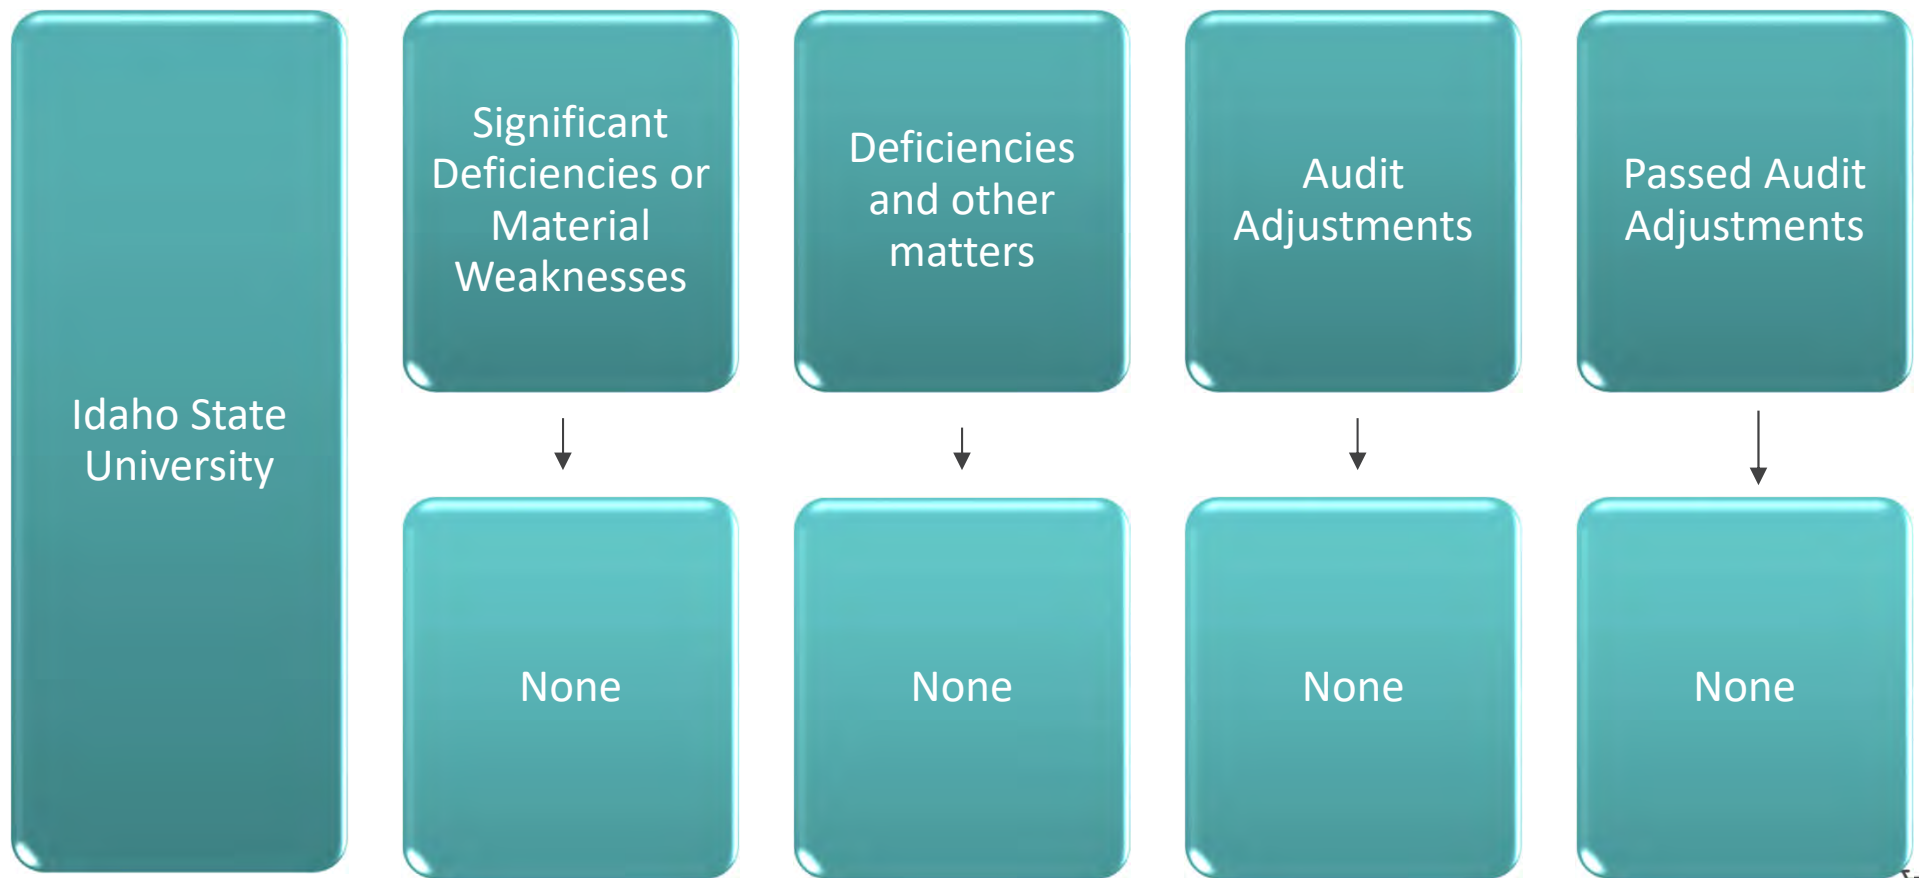 Idaho State
University
Significant
Deficiencies or
Material
Weaknesses
Deficiencies
and other
matters
Audit
Adjustments
Passed Audit
Adjustments
None
None
None
None